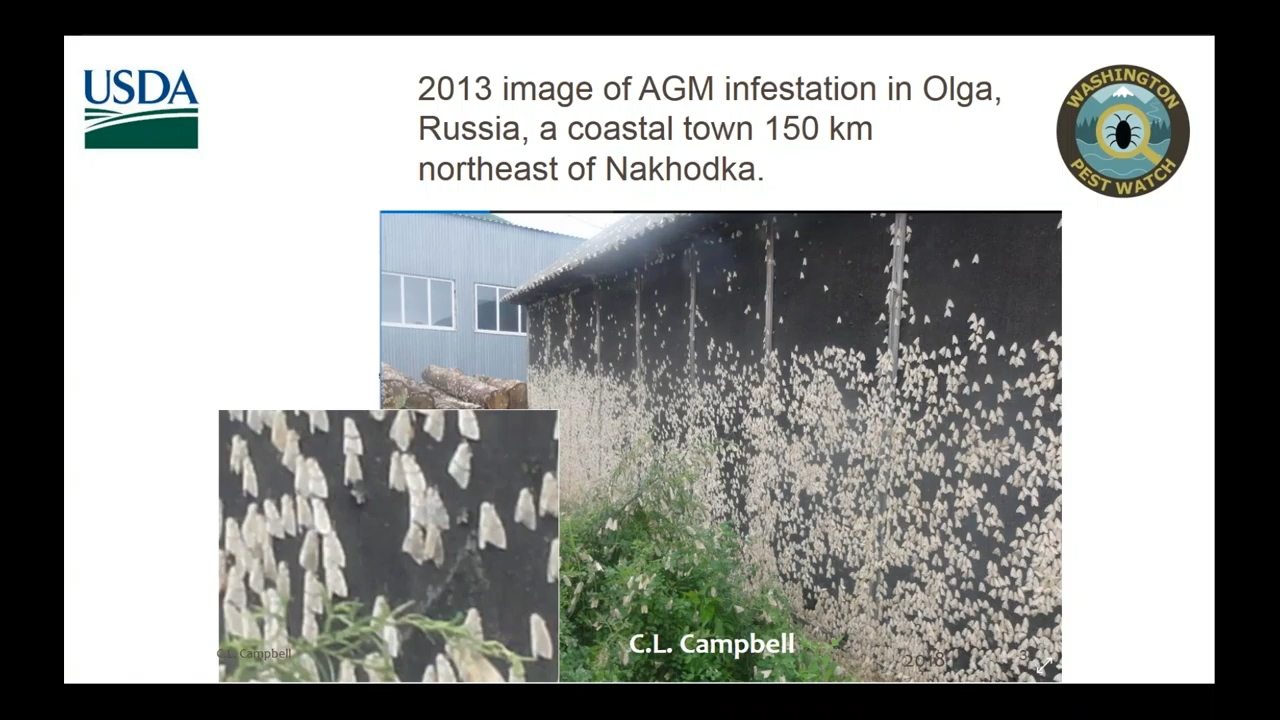 USDA
2013 image of AGM infestation in Olga,
Russia, a coastal town 150 km
northeast of Nakhodka.
WASHINGTON
PEST WATCH
C.L. Campbell
C.L. Campbell
2018
3